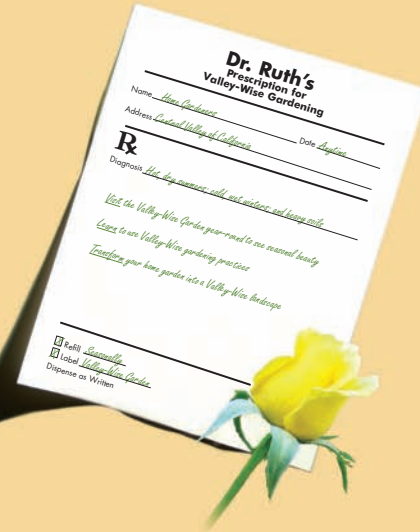 Dr. Ruth's
Prescription for
Valley-Wise Gardening
Name Home Gardeners Date Anytime
Address Central Valley of California
Rx
Diagnosis Hot, dry summers; cold, wet winters; and heavy soils
Visit the Valley-Wise Garden year-round to see seasonal beauty
Learn to use Valley-Wise gardening practices
Transform your home garden into a Valley-Wise landscape
Refill Seasonally
Label Valley-Wise Garden
Dispense as Written